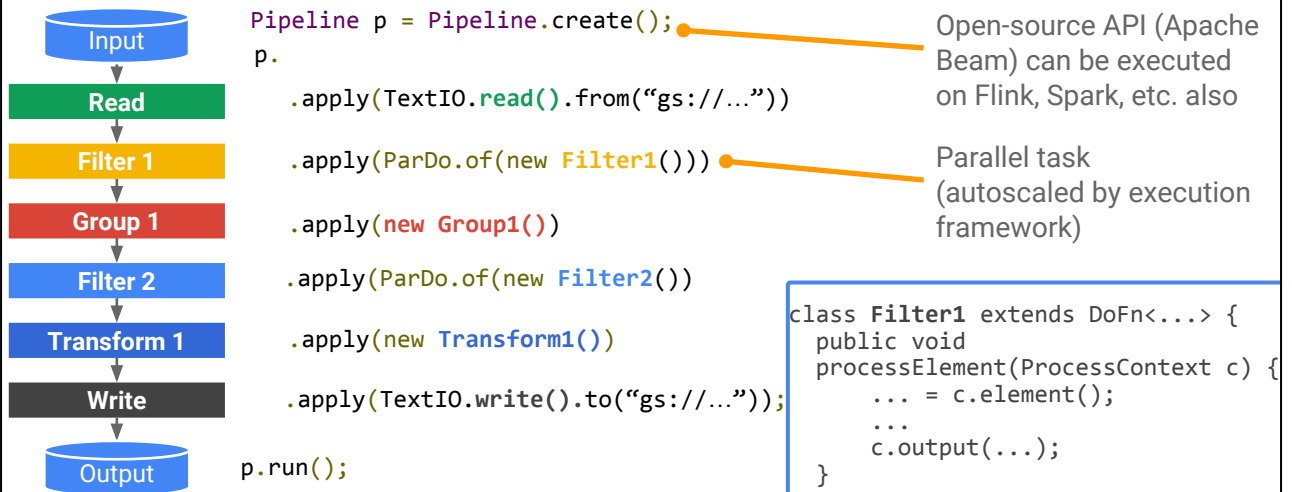 Input
Read
Filter 1
Group 1
Filter 2
Transform 1
Write
Output
Pipeline p = Pipeline.create();
p.
.apply(TextIO.read().from(“gs://…”))
.apply(ParDo.of(new Filter1()))
.apply(new Group1())
.apply(ParDo.of(new Filter2())
.apply(new Transform1())
.apply(TextIO.write().to(“gs://…”));
p.run();
Open-source API (Apache
Beam) can be executed
on Flink, Spark, etc. also
Parallel task
(autoscaled by execution
framework)
class Filter1 extends DoFn<...> {
public void
processElement(ProcessContext c) {
... = c.element();
...
c.output(...);
}